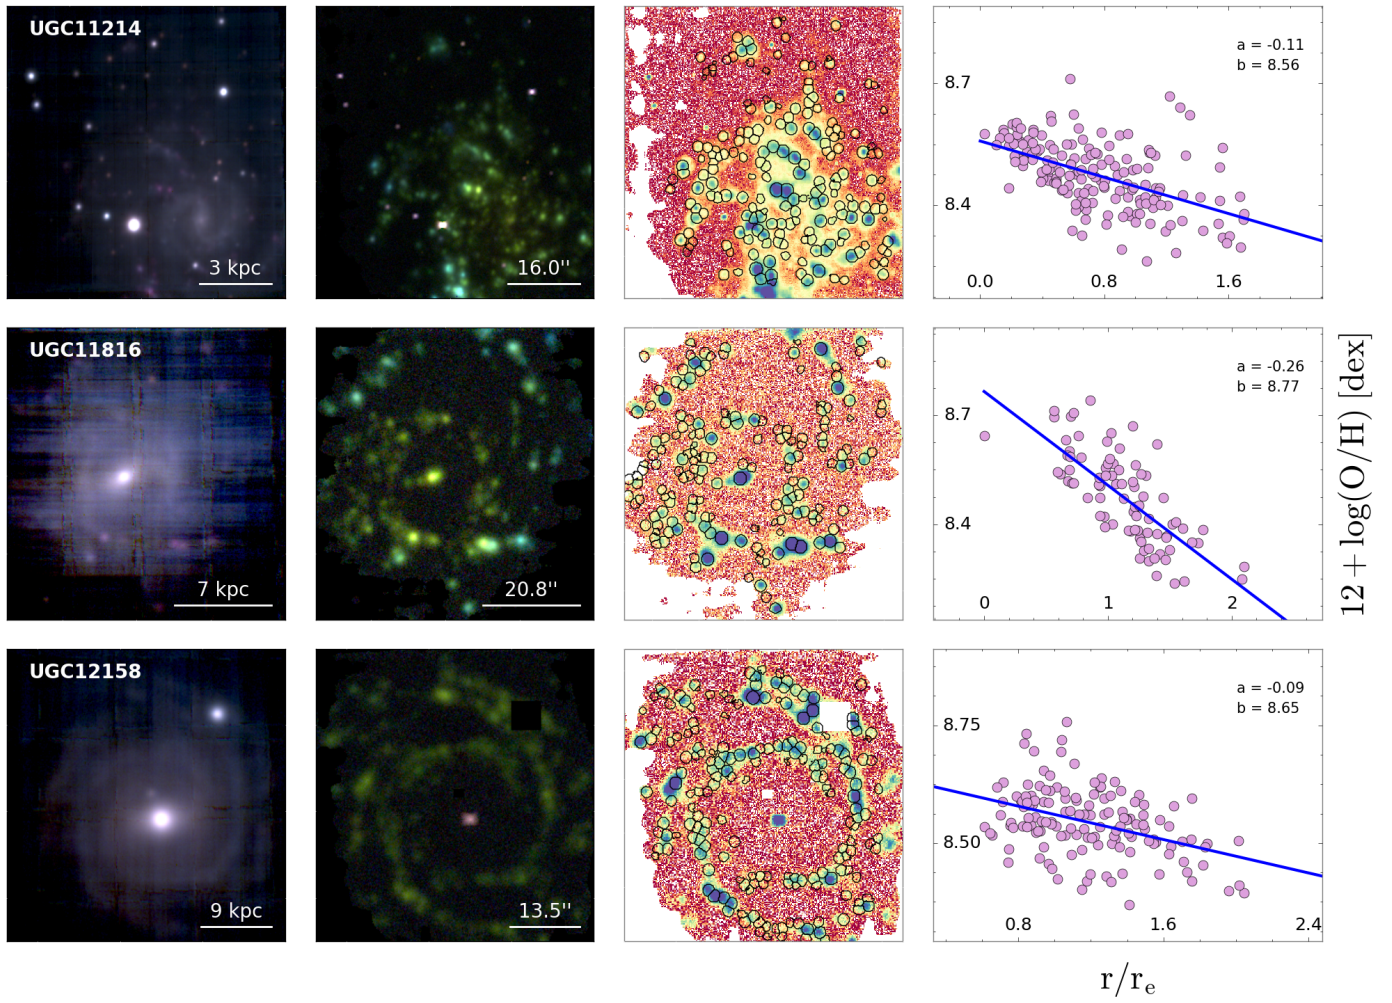 UGC11214
3 kpc
16.0''
a = -0.11
b = 8.56
8.7
8.4
0.0 0.8 1.6
UGC11816
7 kpc
20.8''
a = -0.26
b = 8.77
8.7
8.4
0 1 2
12 + log(O/H) [dex]
UGC12158
9 kpc
13.5''
a = -0.09
b = 8.65
8.75
8.50
0.8 1.6 2.4
r/re